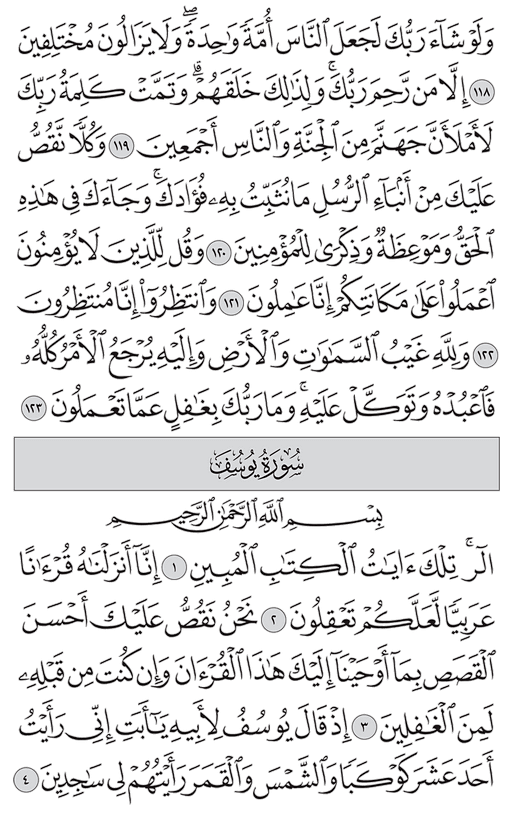 وَلَوْ شَآءَ رَبُّكَ لَجَعَلَ ٱلنَّاسَ أُمَّةً وَٰحِدَةً ۖ وَلَا يَزَالُونَ مُخْتَلِفِينَ
١١٨ إِلَّا مَن رَّحِمَ رَبُّكَ ۚ وَلِذَٰلِكَ خَلَقَهُمْ ۗ وَتَمَّتْ كَلِمَةُ رَبِّكَ
لَأَمْلَأَنَّ جَهَنَّمَ مِنَ ٱلْجِنَّةِ وَٱلنَّاسِ أَجْمَعِينَ ١١٩ وَكُلًّا نَّقُصُّ
عَلَيْكَ مِنْ أَنۢبَآءِ ٱلرُّسُلِ مَا نُثَبِّتُ بِهِۦ فُؤَادَكَ ۚ وَجَآءَكَ فِى هَٰذِهِ
ٱلْحَقُّ وَمَوْعِظَةٌ وَذِكْرَىٰ لِلْمُؤْمِنِينَ ١٢٠ وَقُل لِّلَّذِينَ لَا يُؤْمِنُونَ
ٱعْمَلُوا۟ عَلَىٰ مَكَانَتِكُمْ إِنَّا عَٰمِلُونَ ١٢١ وَٱنتَظِرُوٓا۟ إِنَّا مُنتَظِرُونَ
١٢٢ وَلِلَّهِ غَيْبُ ٱلسَّمَٰوَٰتِ وَٱلْأَرْضِ وَإِلَيْهِ يُرْجَعُ ٱلْأَمْرُ كُلُّهُۥ
فَٱعْبُدْهُ وَتَوَكَّلْ عَلَيْهِ ۚ وَمَا رَبُّكَ بِغَٰفِلٍ عَمَّا تَعْمَلُونَ ١٢٣
سُورَةُ يُوسُفَ
بِسْمِ ٱللَّهِ ٱلرَّحْمَٰنِ ٱلرَّحِيمِ
الٓر ۚ تِلْكَ ءَايَٰتُ ٱلْكِتَٰبِ ٱلْمُبِينِ ١ إِنَّآ أَنزَلْنَٰهُ قُرْءَٰنًا
عَرَبِيًّا لَّعَلَّكُمْ تَعْقِلُونَ ٢ نَحْنُ نَقُصُّ عَلَيْكَ أَحْسَنَ
ٱلْقَصَصِ بِمَآ أَوْحَيْنَآ إِلَيْكَ هَٰذَا ٱلْقُرْءَانَ وَإِن كُنتَ مِن قَبْلِهِۦ
لَمِنَ ٱلْغَٰفِلِينَ ٣ إِذْ قَالَ يُوسُفُ لِأَبِيهِ يَٰٓأَبَتِ إِنِّى رَأَيْتُ
أَحَدَ عَشَرَ كَوْكَبًا وَٱلشَّمْسَ وَٱلْقَمَرَ رَأَيْتُهُمْ لِى سَٰجِدِينَ ٤